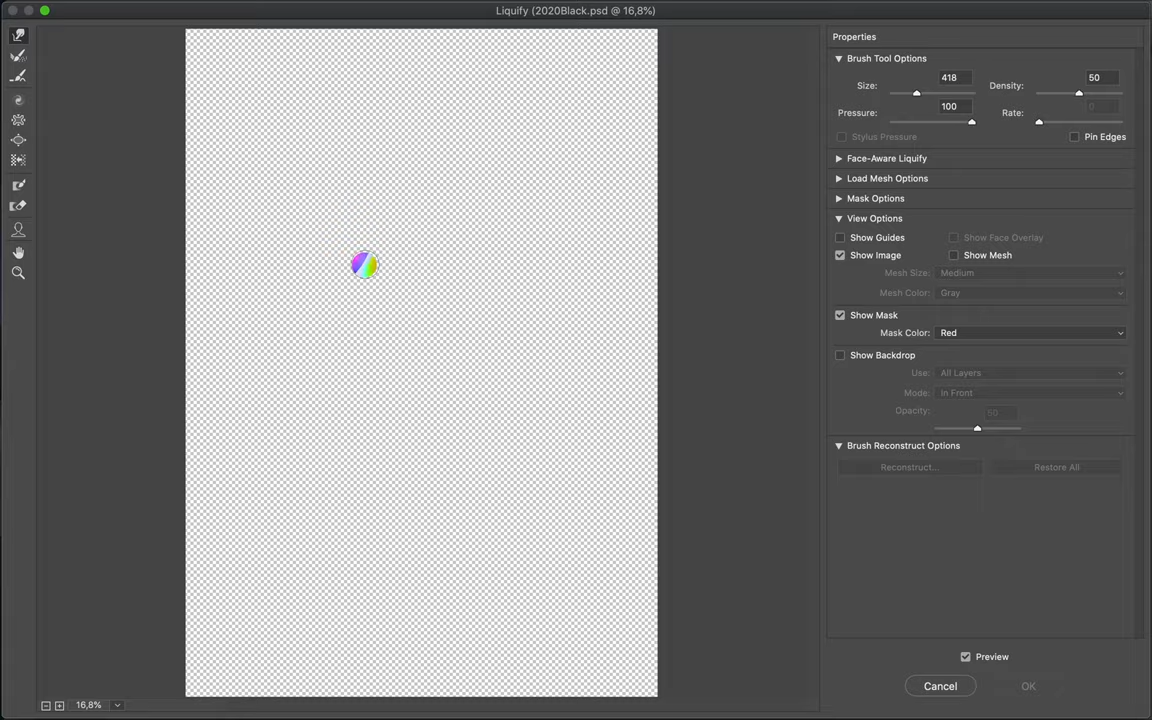 Liquify (2020Black.psd @ 16,8%)
Properties
Brush Tool Options
Size: 418 Density: 50
Pressure: 100 Rate: 0
Stylus Pressure Pin Edges
Face-Aware Liquify
Load Mesh Options
Mask Options
View Options
Show Guides Show Face Overlay
Show Image Show Mesh
Mesh Size: Medium
Mesh Color: Gray
Show Mask
Mask Color: Red
Show Backdrop
Use: All Layers
Mode: In Front
Opacity: 50
Brush Reconstruct Options
Reconstruct... Restore All
Preview
Cancel OK
16,8%